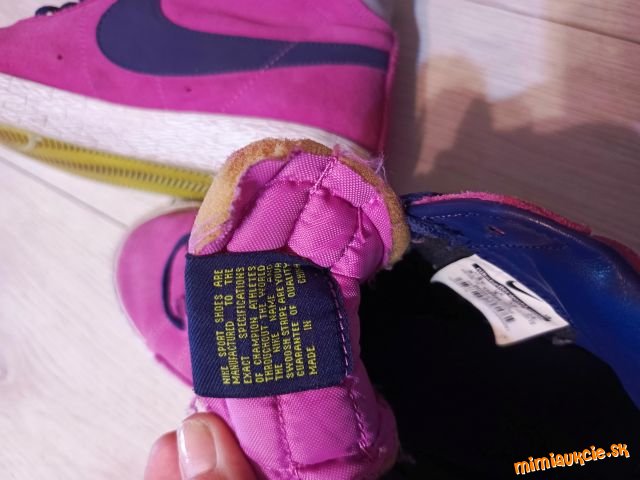 NIKE SPORT SHOES ARE
MANUFACTURED TO THE
EXACT SPECIFICATIONS
OF CHAMPION ATHLETES
THROUGHOUT THE WORLD
THE NIKE NAME AND
SWOOSH STRIPE ARE YOUR
GUARANTEE OF QUALITY
MADE IN CHINA
mimiaukcie.sk